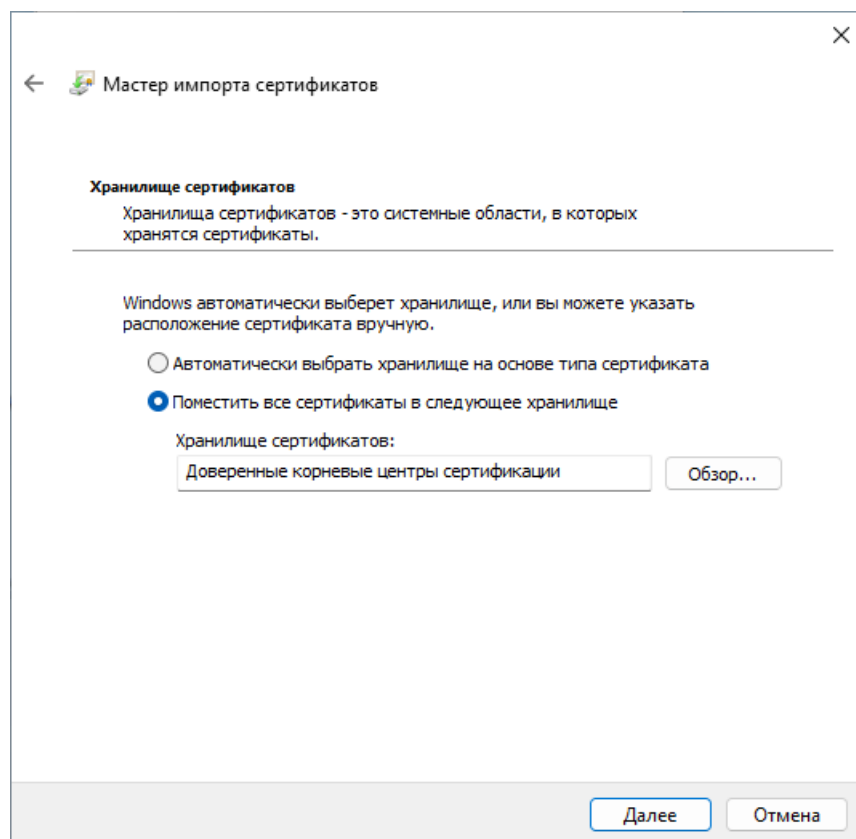 Мастер импорта сертификатов
Хранилище сертификатов
Хранилища сертификатов - это системные области, в которых
хранятся сертификаты.
Windows автоматически выберет хранилище, или вы можете указать
расположение сертификата вручную.
Автоматически выбрать хранилище на основе типа сертификата
Поместить все сертификаты в следующее хранилище
Хранилище сертификатов:
Доверенные корневые центры сертификации
Обзор...
Далее
Отмена